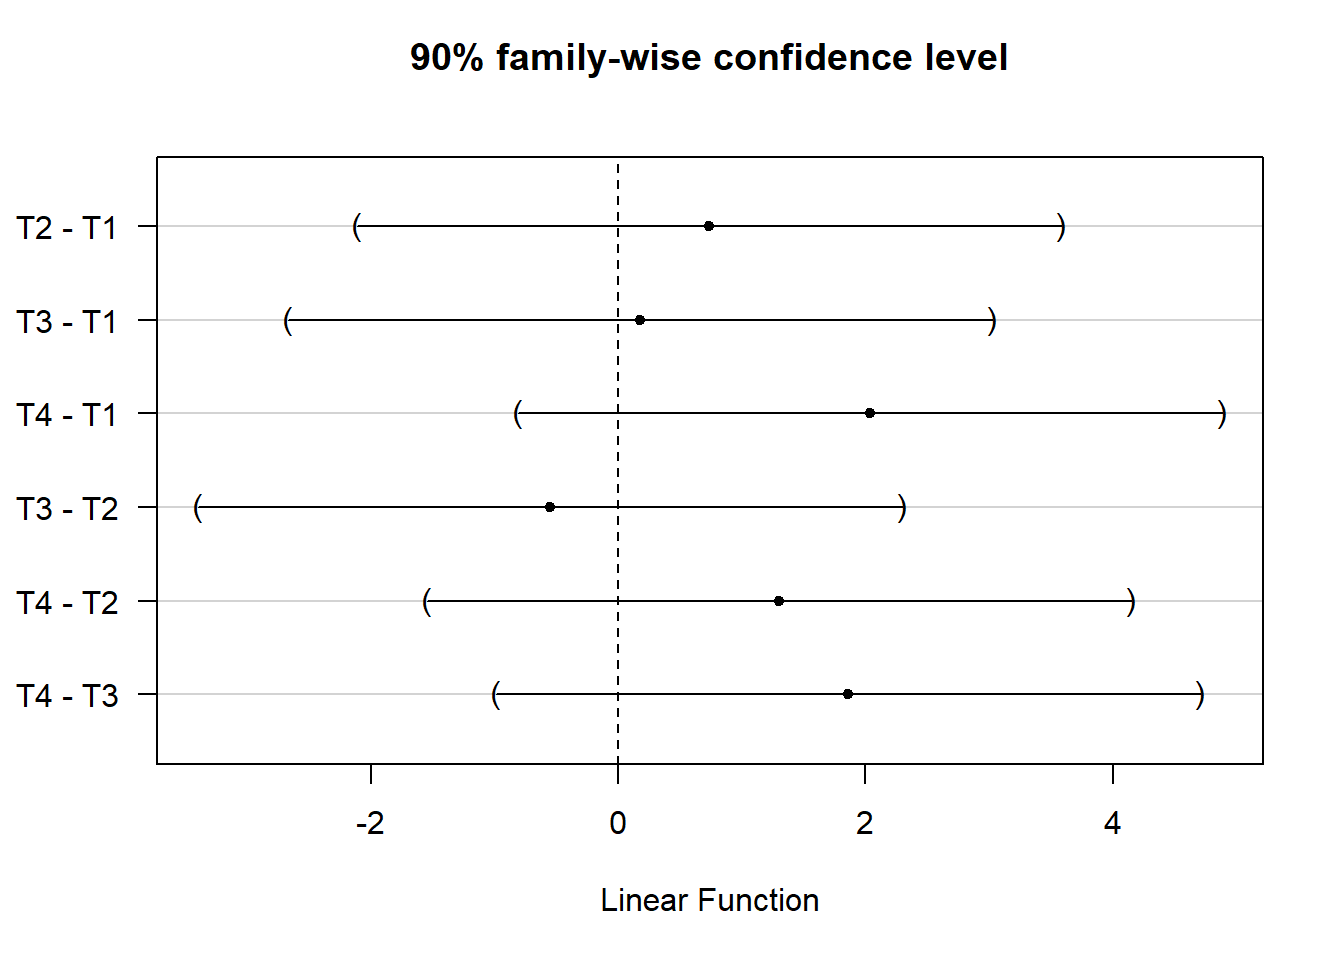 90% family-wise confidence level
T2 - T1
T3 - T1
T4 - T1
T3 - T2
T4 - T2
T4 - T3
-2 0 2 4
Linear Function